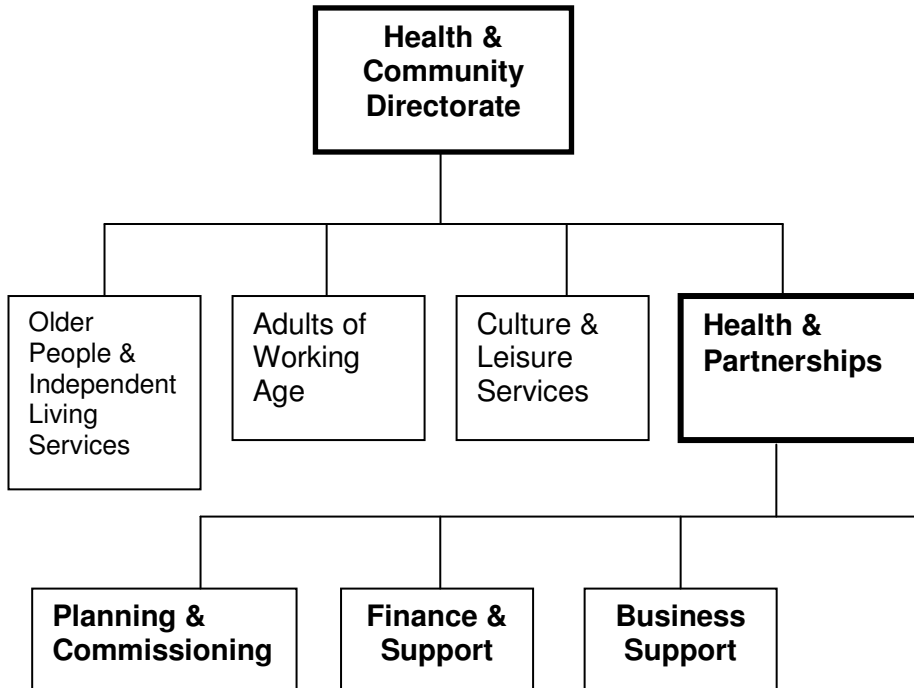 Health &
Community
Directorate
Older
People &
Independent
Living
Services
Adults of
Working
Age
Culture &
Leisure
Services
Health &
Partnerships
Planning &
Commissioning
Finance &
Support
Business
Support